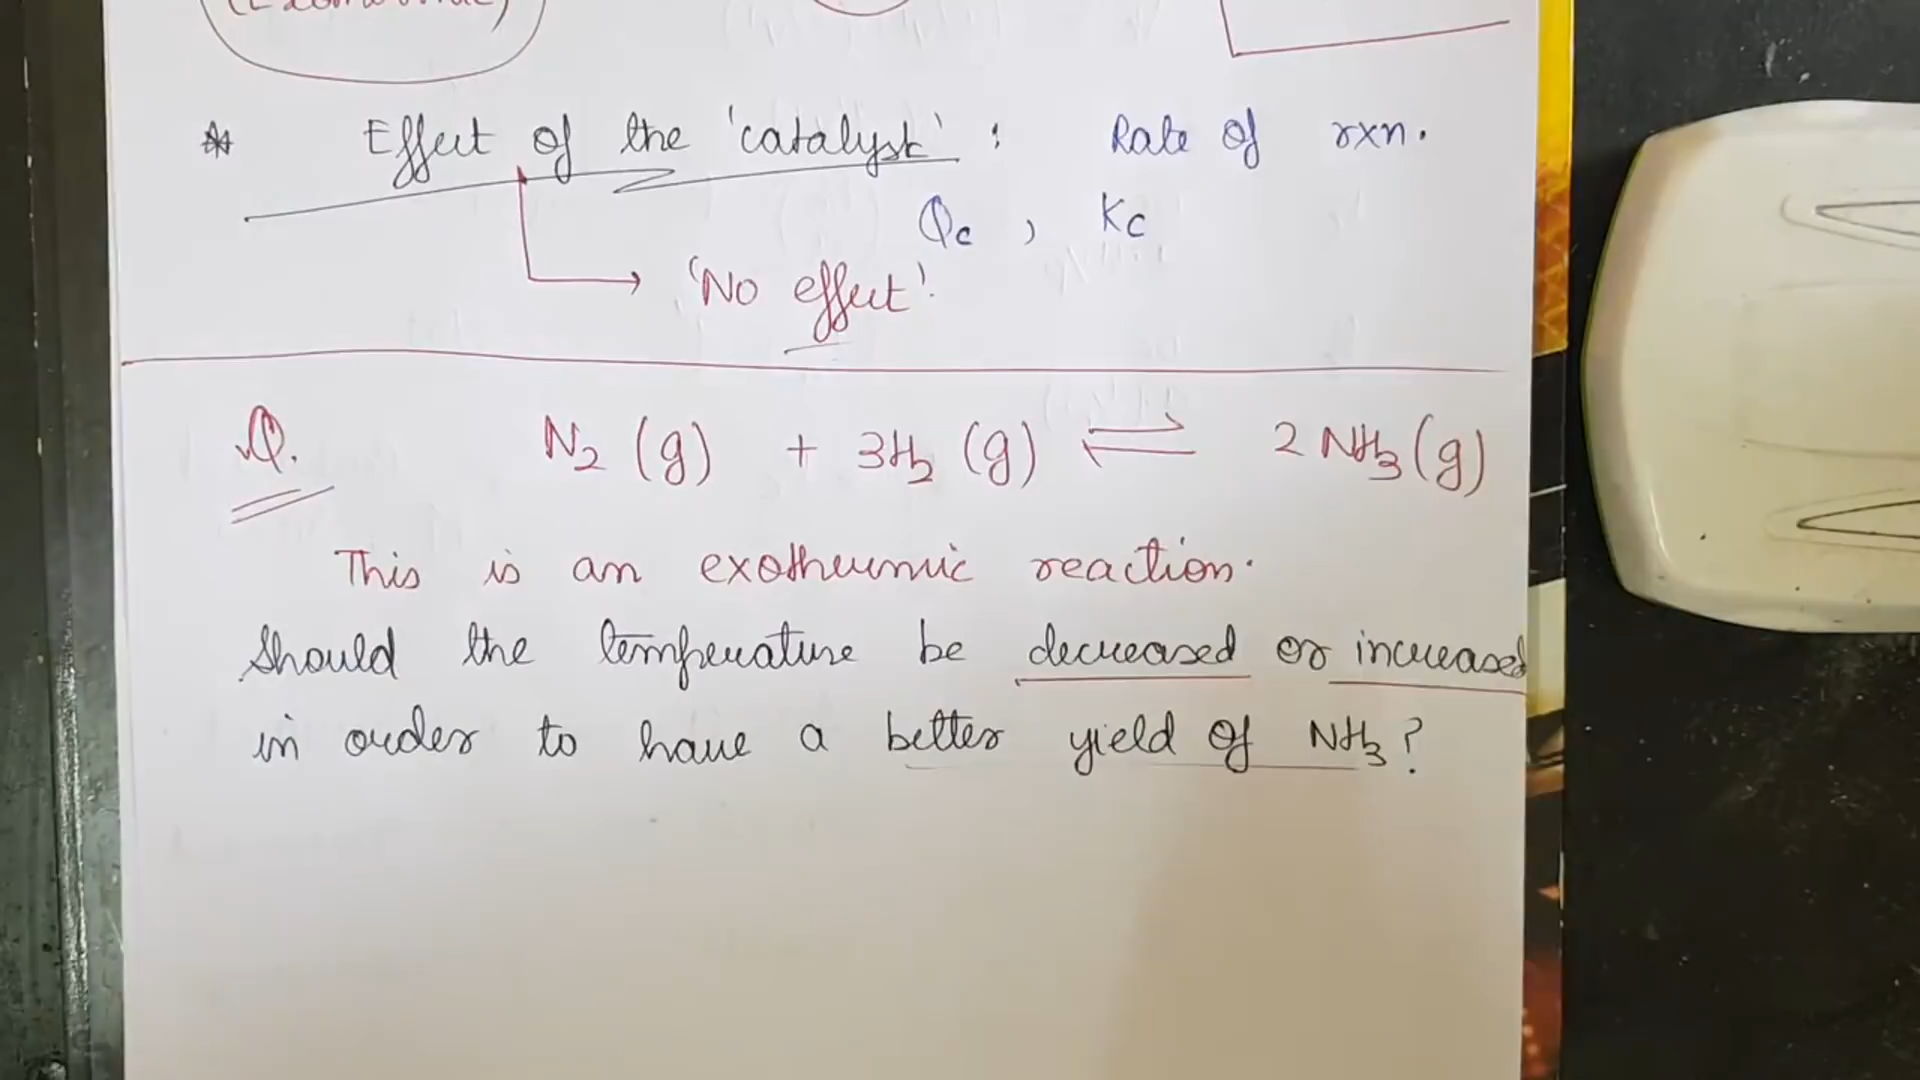 * Effect of the 'catalyst' : Rate of rxn.
Qc , Kc
'No effect'.
Q. N₂ (g) + 3H₂ (g) ⇌ 2 NH₃ (g)
This is an exothermic reaction.
Should the temperature be decreased or increased
in order to have a better yield of NH₃?